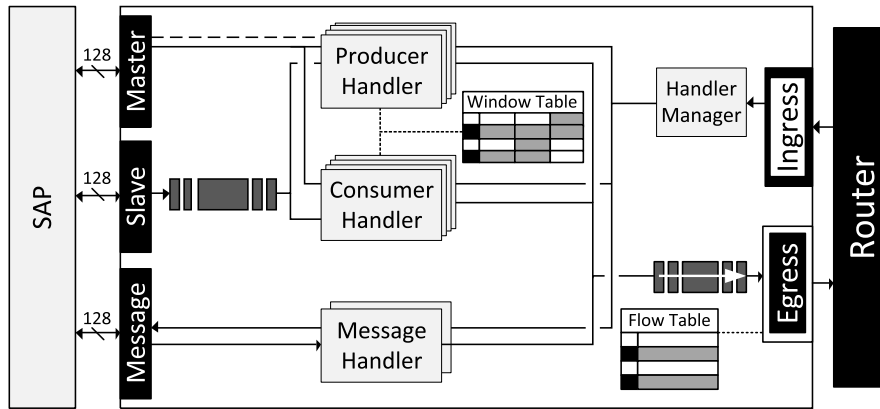 SAP
128
128
128
Master
Slave
Message
Producer
Handler
Window Table
Consumer
Handler
Message
Handler
Handler
Manager
Ingress
Flow Table
Egress
Router